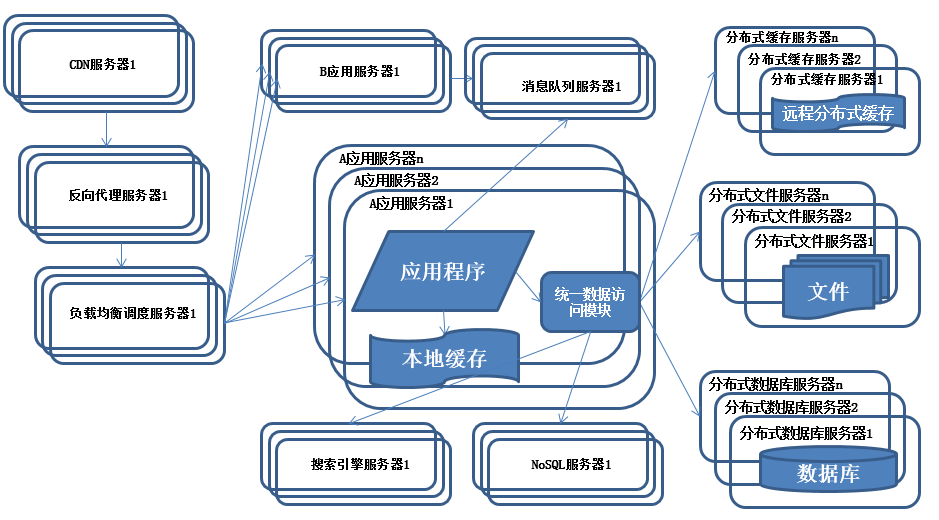 CDN服务器1
反向代理服务器1
负载均衡调度服务器1
B应用服务器1
消息队列服务器1
A应用服务器n
A应用服务器2
A应用服务器1
应用程序
统一数据访
问模块
本地缓存
搜索引擎服务器1
NoSQL服务器1
分布式缓存服务器n
分布式缓存服务器2
分布式缓存服务器1
远程分布式缓存
分布式文件服务器n
分布式文件服务器2
分布式文件服务器1
文件
分布式数据库服务器n
分布式数据库服务器2
分布式数据库服务器1
数据库